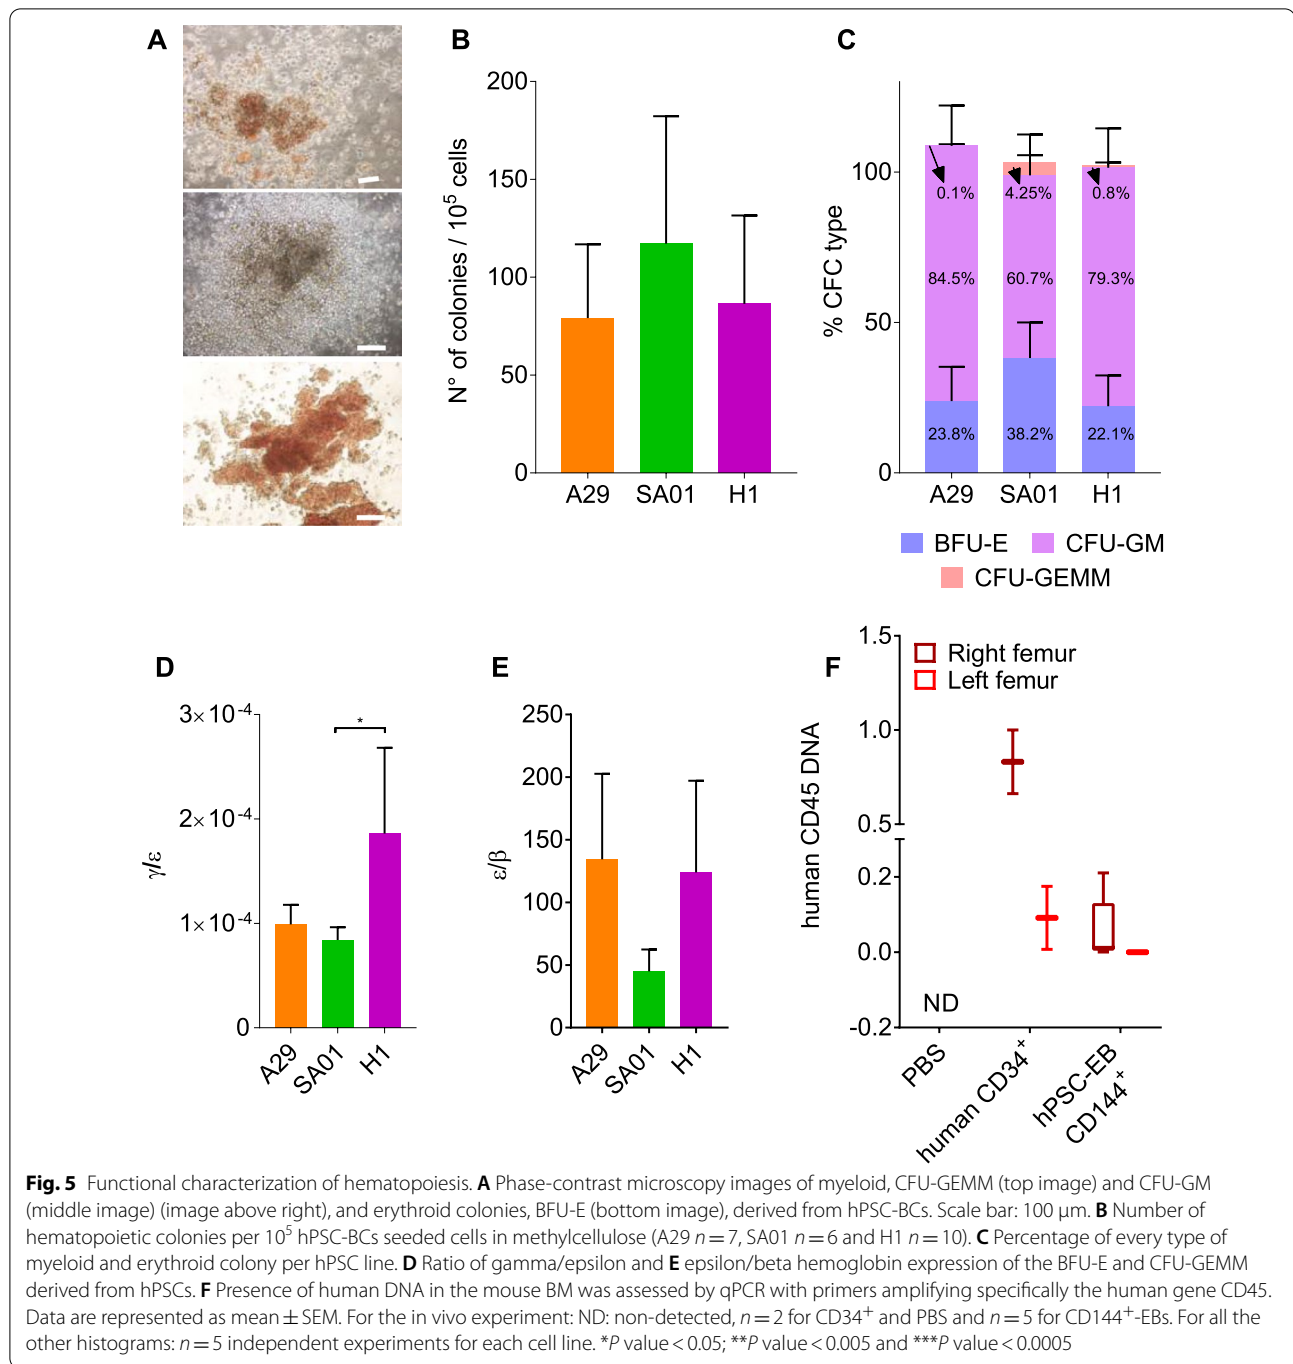 A
B
N° of colonies / 10⁵ cells
200
150
100
50
0
A29 SA01 H1
C
% CFC type
100
50
0
0.1% 4.25% 0.8%
84.5% 60.7% 79.3%
23.8% 38.2% 22.1%
A29 SA01 H1
BFU-E CFU-GM
CFU-GEMM
D
γ/ε
3×10⁻⁴
2×10⁻⁴
1×10⁻⁴
0
*
A29 SA01 H1
E
ε/β
250
200
150
100
50
0
A29 SA01 H1
F
human CD45 DNA
1.5
1.0
0.5
0.2
0.0
-0.2
Right femur
Left femur
ND
PBS
human CD34⁺
hPSC-EB
CD144⁺
Fig. 5 Functional characterization of hematopoiesis. A Phase-contrast microscopy images of myeloid, CFU-GEMM (top image) and CFU-GM
(middle image) (image above right), and erythroid colonies, BFU-E (bottom image), derived from hPSC-BCs. Scale bar: 100 μm. B Number of
hematopoietic colonies per 10⁵ hPSC-BCs seeded cells in methylcellulose (A29 n = 7, SA01 n = 6 and H1 n = 10). C Percentage of every type of
myeloid and erythroid colony per hPSC line. D Ratio of gamma/epsilon and E epsilon/beta hemoglobin expression of the BFU-E and CFU-GEMM
derived from hPSCs. F Presence of human DNA in the mouse BM was assessed by qPCR with primers amplifying specifically the human gene CD45.
Data are represented as mean ± SEM. For the in vivo experiment: ND: non-detected, n = 2 for CD34⁺ and PBS and n = 5 for CD144⁺-EBs. For all the
other histograms: n = 5 independent experiments for each cell line. *P value < 0.05; **P value < 0.005 and ***P value < 0.0005